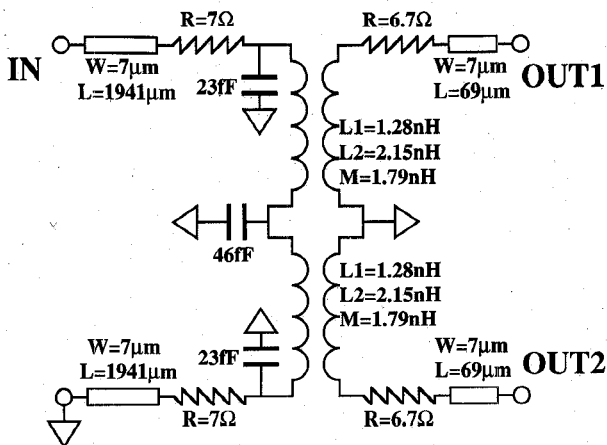 R=7Ω
R=6.7Ω
IN
W=7μm
L=1941μm
23fF
W=7μm
L=69μm
OUT1
L1=1.28nH
L2=2.15nH
M=1.79nH
46fF
L1=1.28nH
L2=2.15nH
M=1.79nH
W=7μm
L=1941μm
23fF
W=7μm
L=69μm
OUT2
R=7Ω
R=6.7Ω